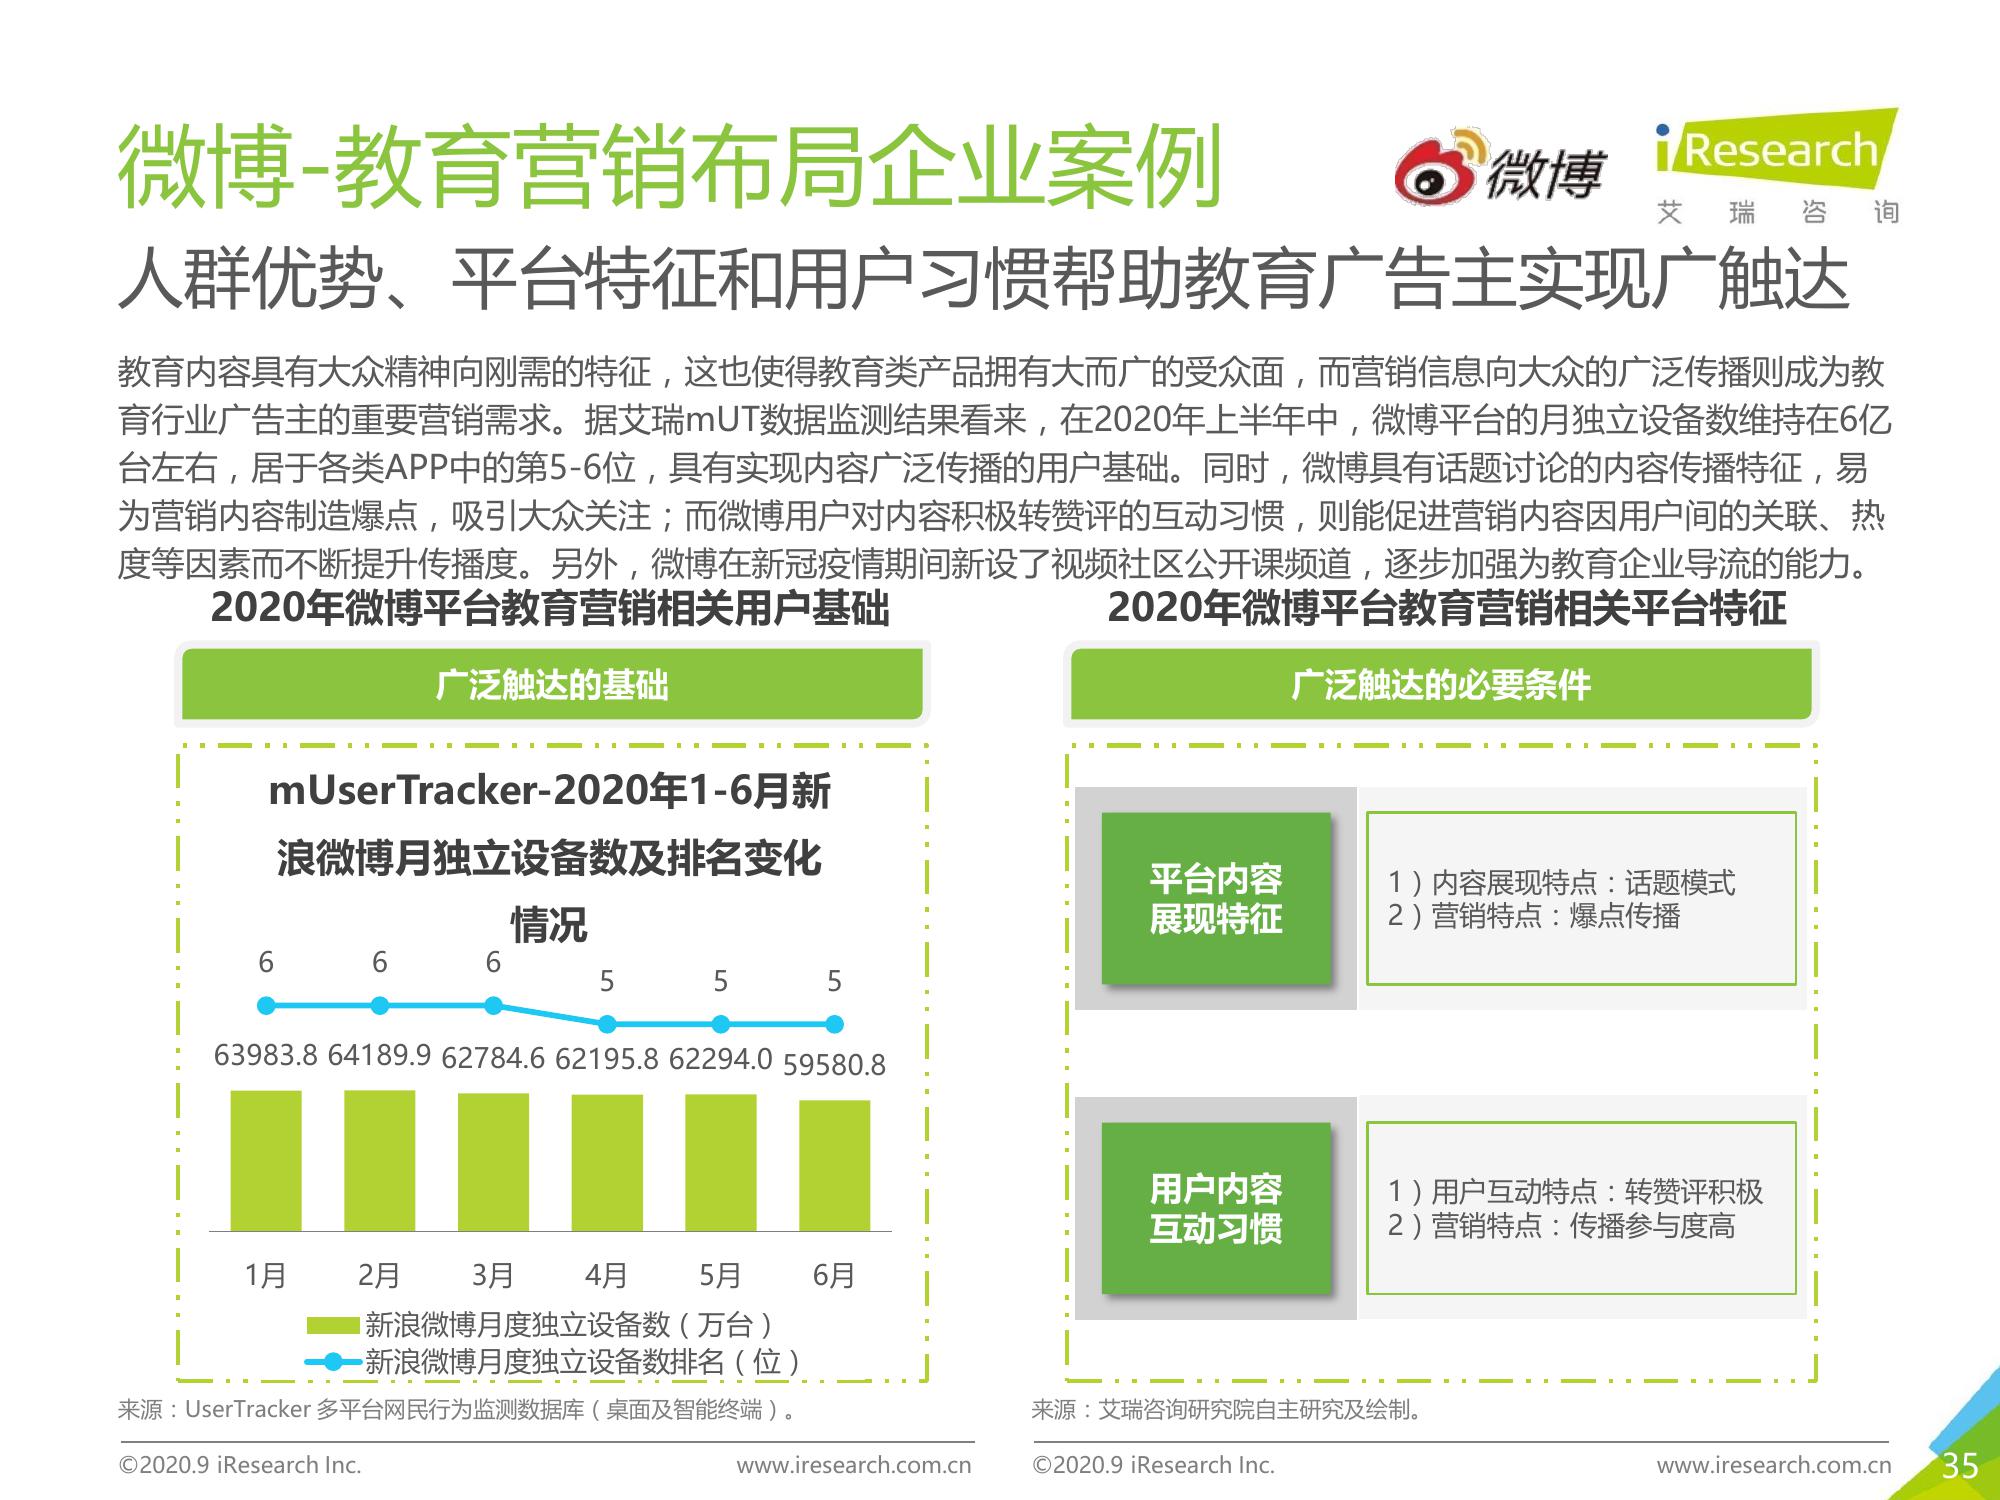 微博-教育营销布局企业案例
微博
iResearch
艾瑞咨询
人群优势、平台特征和用户习惯帮助教育广告主实现广触达
教育内容具有大众精神向刚需的特征，这也使得教育类产品拥有大而广的受众面，而营销信息向大众的广泛传播则成为教
育行业广告主的重要营销需求。据艾瑞mUT数据监测结果看来，在2020年上半年中，微博平台的月独立设备数维持在6亿
台左右，居于各类APP中的第5-6位，具有实现内容广泛传播的用户基础。同时，微博具有话题讨论的内容传播特征，易
为营销内容制造爆点，吸引大众关注；而微博用户对内容积极转赞评的互动习惯，则能促进营销内容因用户间的关联、热
度等因素而不断提升传播度。另外，微博在新冠疫情期间新设了视频社区公开课频道，逐步加强为教育企业导流的能力。
2020年微博平台教育营销相关用户基础
广泛触达的基础
mUserTracker-2020年1-6月新
浪微博月独立设备数及排名变化
情况
6 6 6 5 5 5
63983.8 64189.9 62784.6 62195.8 62294.0 59580.8
1月 2月 3月 4月 5月 6月
新浪微博月度独立设备数（万台）
新浪微博月度独立设备数排名（位）
来源：UserTracker 多平台网民行为监测数据库（桌面及智能终端）。
©2020.9 iResearch Inc. www.iresearch.com.cn
2020年微博平台教育营销相关平台特征
广泛触达的必要条件
平台内容
展现特征
1）内容展现特点：话题模式
2）营销特点：爆点传播
用户内容
互动习惯
1）用户互动特点：转赞评积极
2）营销特点：传播参与度高
来源：艾瑞咨询研究院自主研究及绘制。
©2020.9 iResearch Inc. www.iresearch.com.cn
35